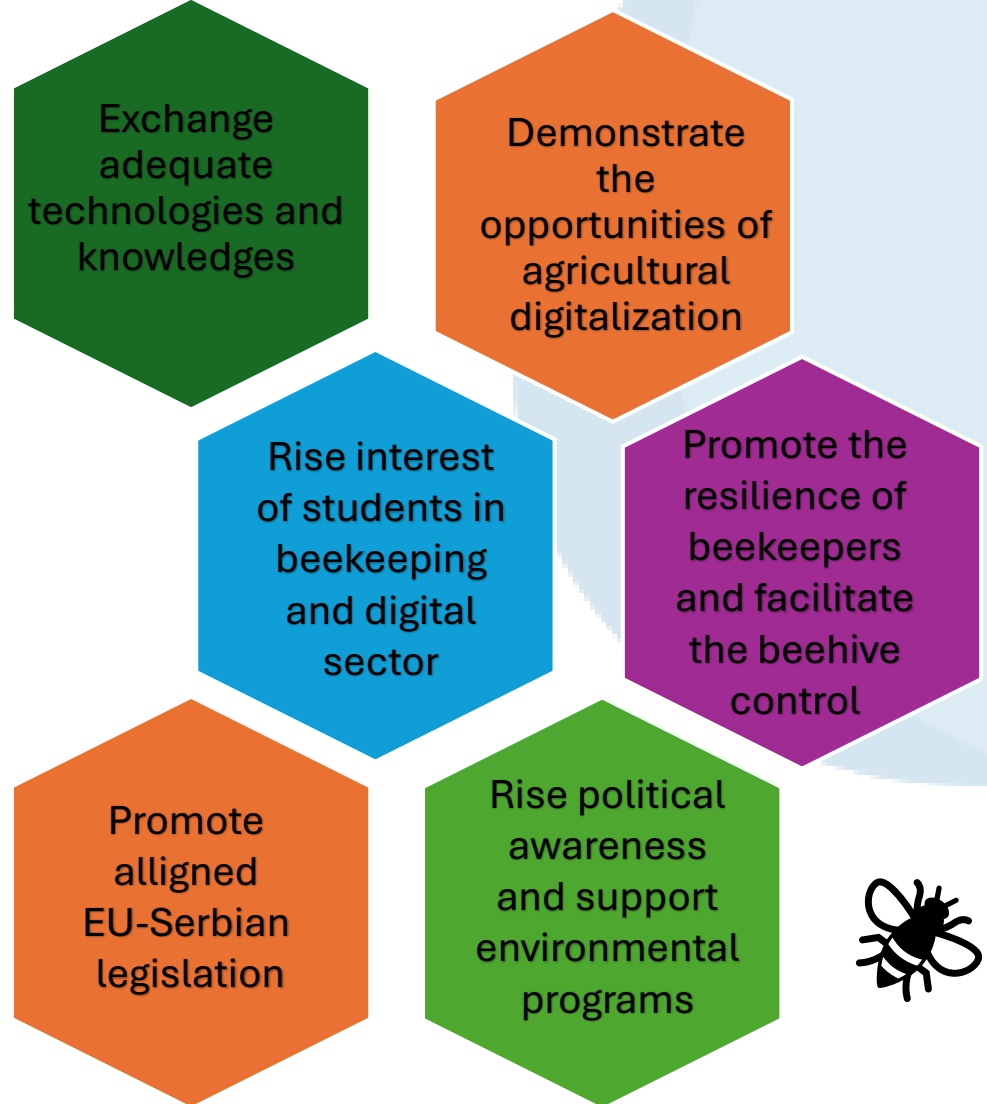 Exchange
adequate
technologies and
knowledges
Demonstrate
the
opportunities of
agricultural
digitalization
Rise interest
of students in
beekeeping
and digital
sector
Promote the
resilience of
beekeepers
and facilitate
the beehive
control
Promote
alligned
EU-Serbian
legislation
Rise political
awareness
and support
environmental
programs